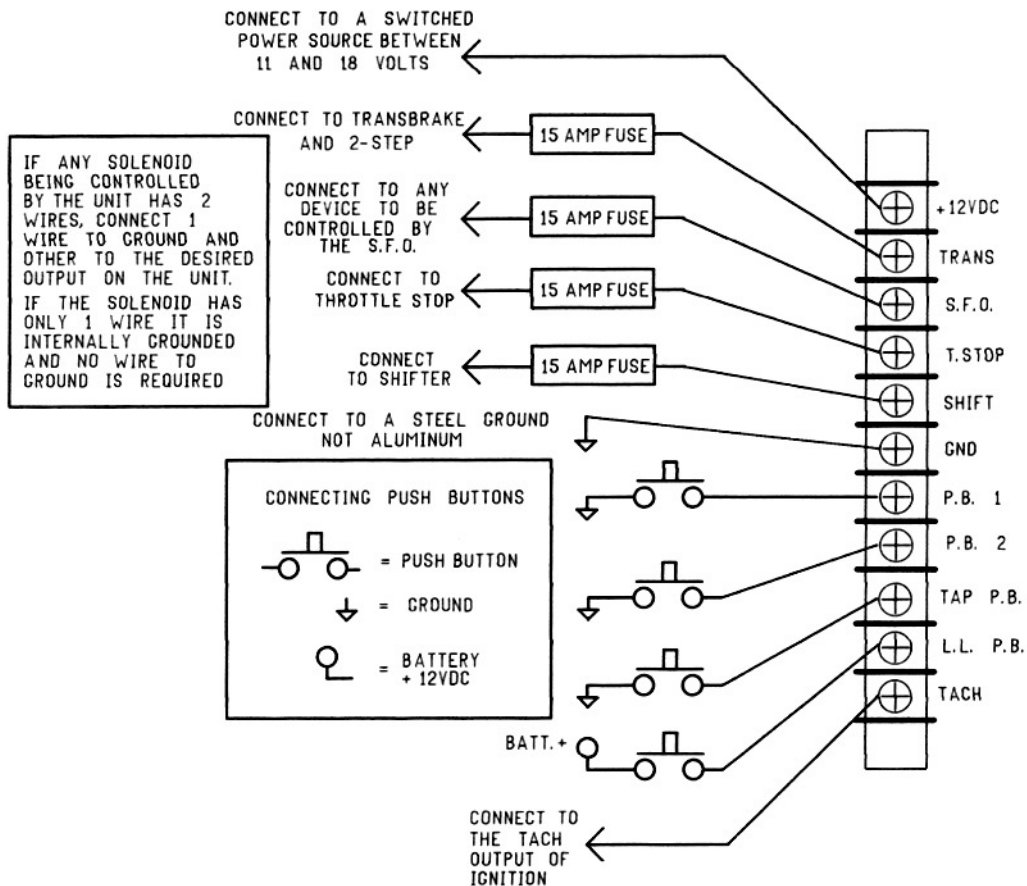 CONNECT TO A SWITCHED
POWER SOURCE BETWEEN
11 AND 18 VOLTS
CONNECT TO TRANSBRAKE
AND 2-STEP
15 AMP FUSE
CONNECT TO ANY
DEVICE TO BE
CONTROLLED BY
THE S.F.O.
15 AMP FUSE
CONNECT TO
THROTTLE STOP
15 AMP FUSE
CONNECT
TO SHIFTER
15 AMP FUSE
CONNECT TO A STEEL GROUND
NOT ALUMINUM
IF ANY SOLENOID
BEING CONTROLLED
BY THE UNIT HAS 2
WIRES, CONNECT 1
WIRE TO GROUND AND
OTHER TO THE DESIRED
OUTPUT ON THE UNIT.
IF THE SOLENOID HAS
ONLY 1 WIRE IT IS
INTERNALLY GROUNDED
AND NO WIRE TO
GROUND IS REQUIRED
CONNECTING PUSH BUTTONS
= PUSH BUTTON
= GROUND
= BATTERY
+ 12VDC
BATT. +
CONNECT TO
THE TACH
OUTPUT OF
IGNITION
+12VDC
TRANS
S.F.O.
T.STOP
SHIFT
GND
P.B. 1
P.B. 2
TAP P.B.
L.L. P.B.
TACH